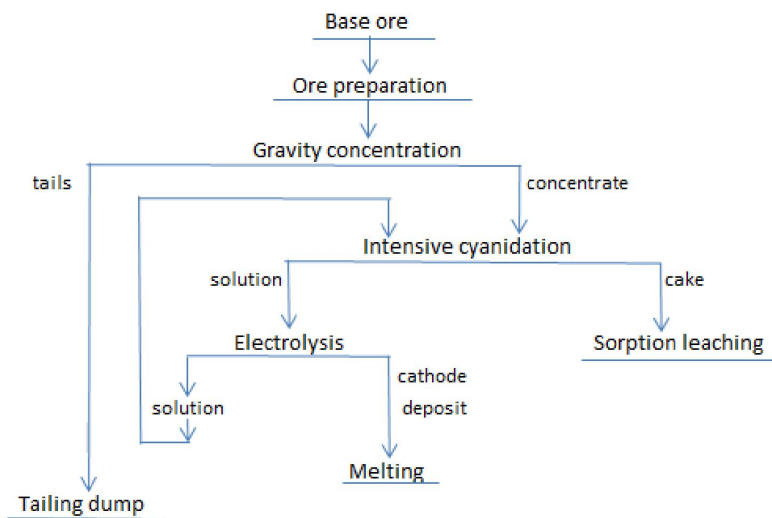 Base ore
Ore preparation
Gravity concentration
tails
concentrate
Intensive cyanidation
solution
cake
Electrolysis
Sorption leaching
cathode
deposit
solution
Melting
Tailing dump